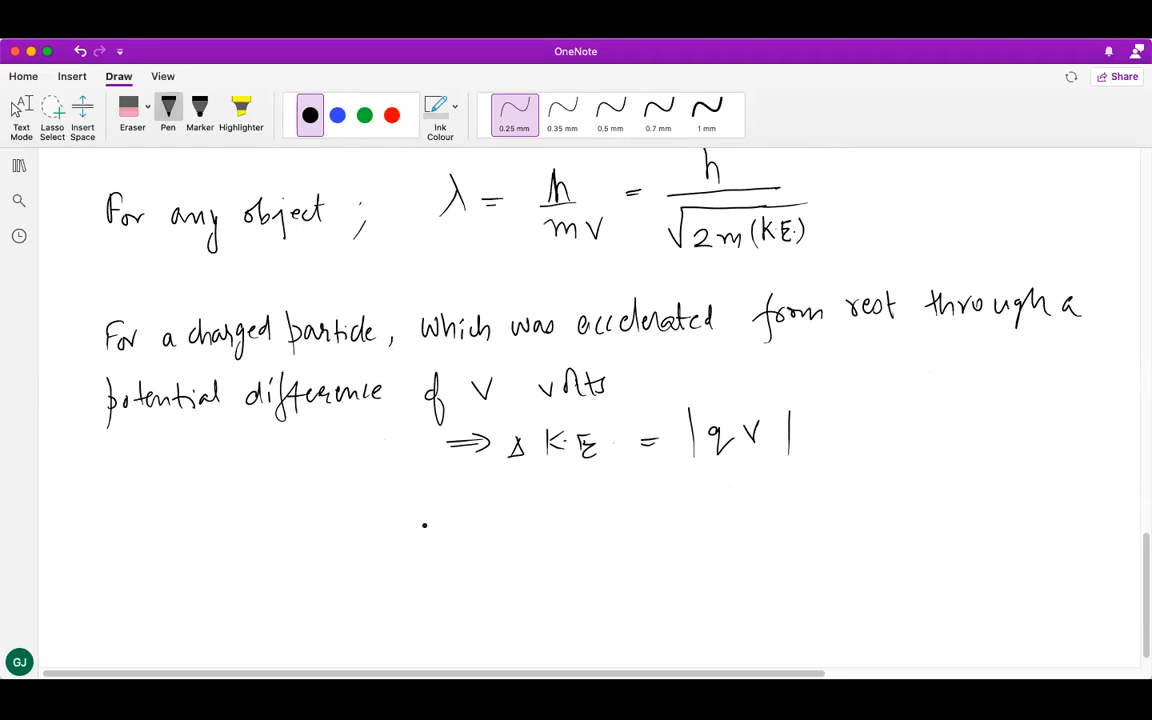 OneNote
Home Insert Draw View
Share
Text Mode
Lasso Select
Insert Space
Eraser
Pen
Marker
Highlighter
Ink Colour
0.25 mm
0.35 mm
0.5 mm
0.7 mm
1 mm
For any object ; λ = h/mv = h/√2m(K.E.)
For a charged particle, which was accelerated from rest through a
potential difference of V volts
⇒ Δ K.E = |qV|
GJ